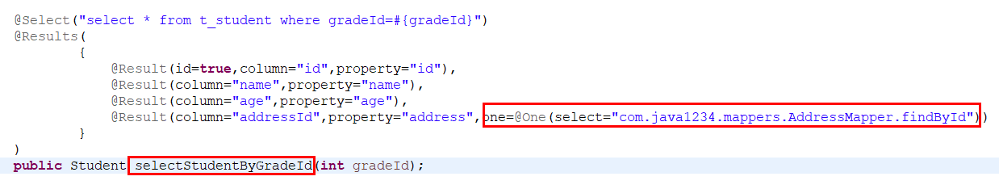 @Select("select * from t_student where gradeId=#{gradeId}")
@Results(
{
@Result(id=true,column="id",property="id"),
@Result(column="name",property="name"),
@Result(column="age",property="age"),
@Result(column="addressId",property="address",one=@One(select="com.java1234.mappers.AddressMapper.findById"))
}
)
public Student selectStudentByGradeId(int gradeId);